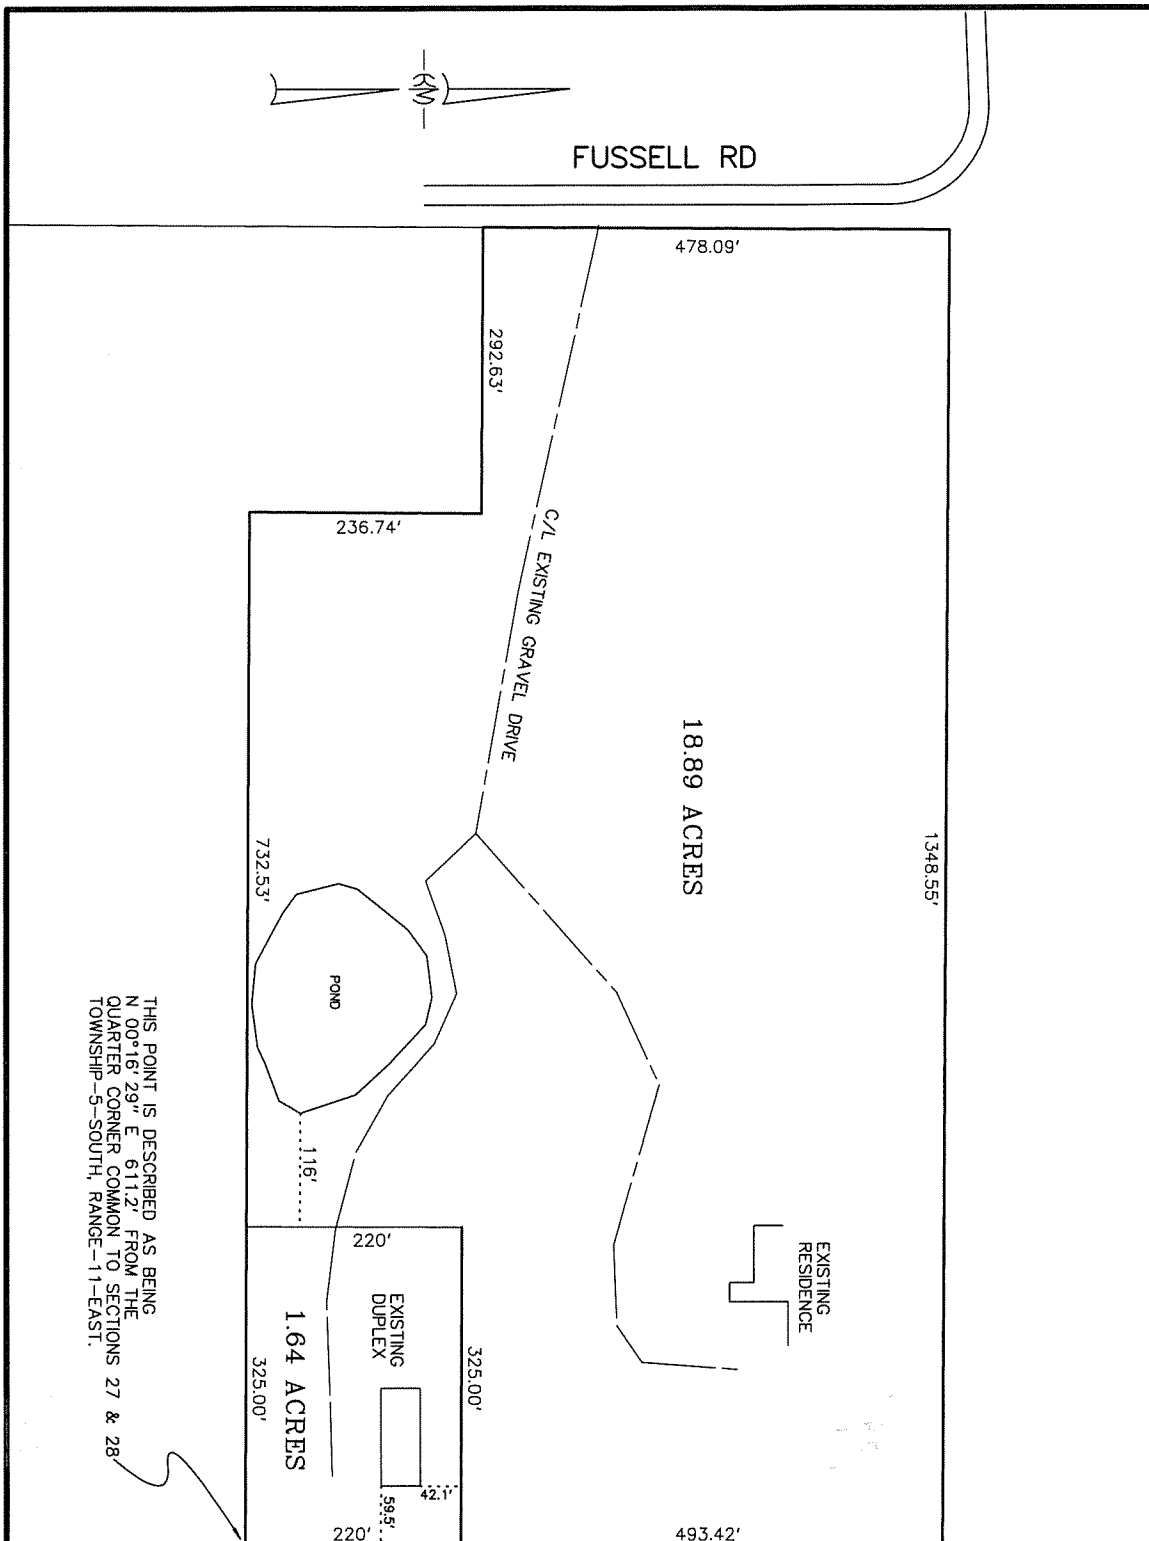 KM
FUSSELL RD
478.09'
292.63'
236.74'
C/L EXISTING GRAVEL DRIVE
18.89 ACRES
1348.55'
732.53'
POND
116'
THIS POINT IS DESCRIBED AS BEING
N 00°16'29" E 611.2' FROM THE
QUARTER CORNER COMMON TO SECTIONS 27 & 28
TOWNSHIP-5-SOUTH, RANGE-11-EAST.
EXISTING
RESIDENCE
220'
EXISTING
DUPLEX
1.64 ACRES
325.00'
325.00'
42.1'
59.5'
220'
493.42'